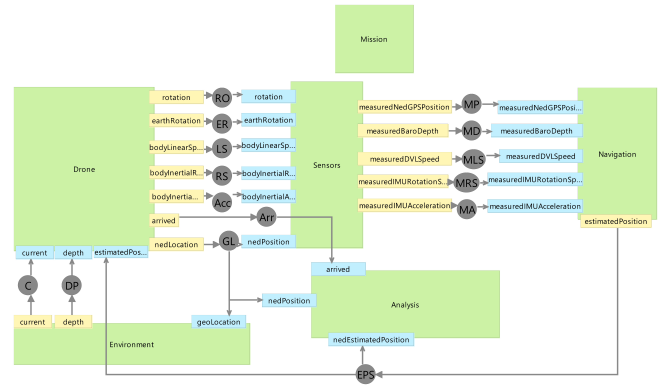 Mission
rotation
RO
rotation
earthRotation
ER
earthRotation
bodyLinearSp...
LS
bodyLinearSp...
bodyInertialR...
RS
bodyInertialR...
bodyInertia...
Acc
bodyInertialA...
arrived
Arr
nedLocation
GL
nedPosition
Drone
Sensors
measuredNedGPSPosition
MP
measuredNedGPSPosi...
measuredBaroDepth
MD
measuredBaroDepth
measuredDVLSpeed
MLS
measuredDVLSpeed
measuredIMURotationS...
MRS
measuredIMURotationSp...
measuredIMUAcceleration
MA
measuredIMUAcceleration
Navigation
estimatedPosition
current
depth
estimatedPos...
C
DP
current
depth
geoLocation
Environment
arrived
nedPosition
Analysis
nedEstimatedPosition
EPS